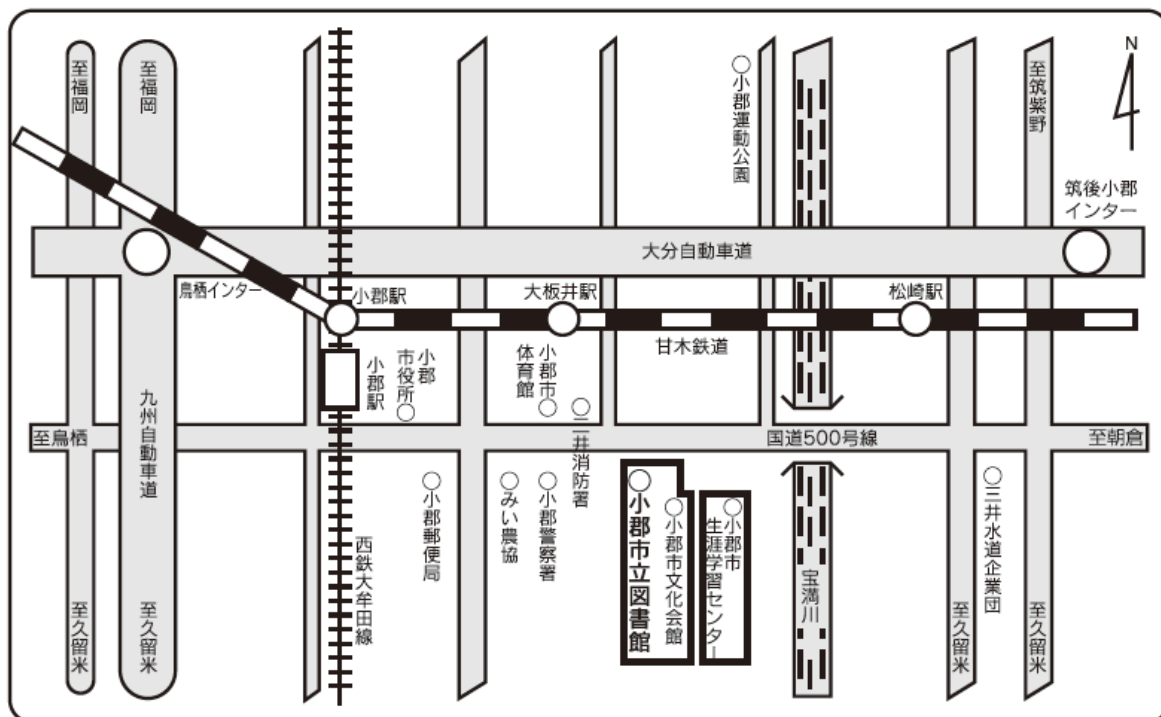 至福岡
至福岡
小郡運動公園
至筑紫野
N
筑後小郡
インター
大分自動車道
鳥栖インター
小郡駅
大板井駅
松崎駅
甘木鉄道
小郡駅
小郡
市役所
小郡市
体育館
三井消防署
九州自動車道
至鳥栖
国道500号線
至朝倉
小郡郵便局
みい農協
小郡警察署
小郡市立図書館
小郡市文化会館
小郡市
生涯学習センター
三井水道企業団
西鉄大牟田線
宝満川
至久留米
至久留米
至久留米
至久留米